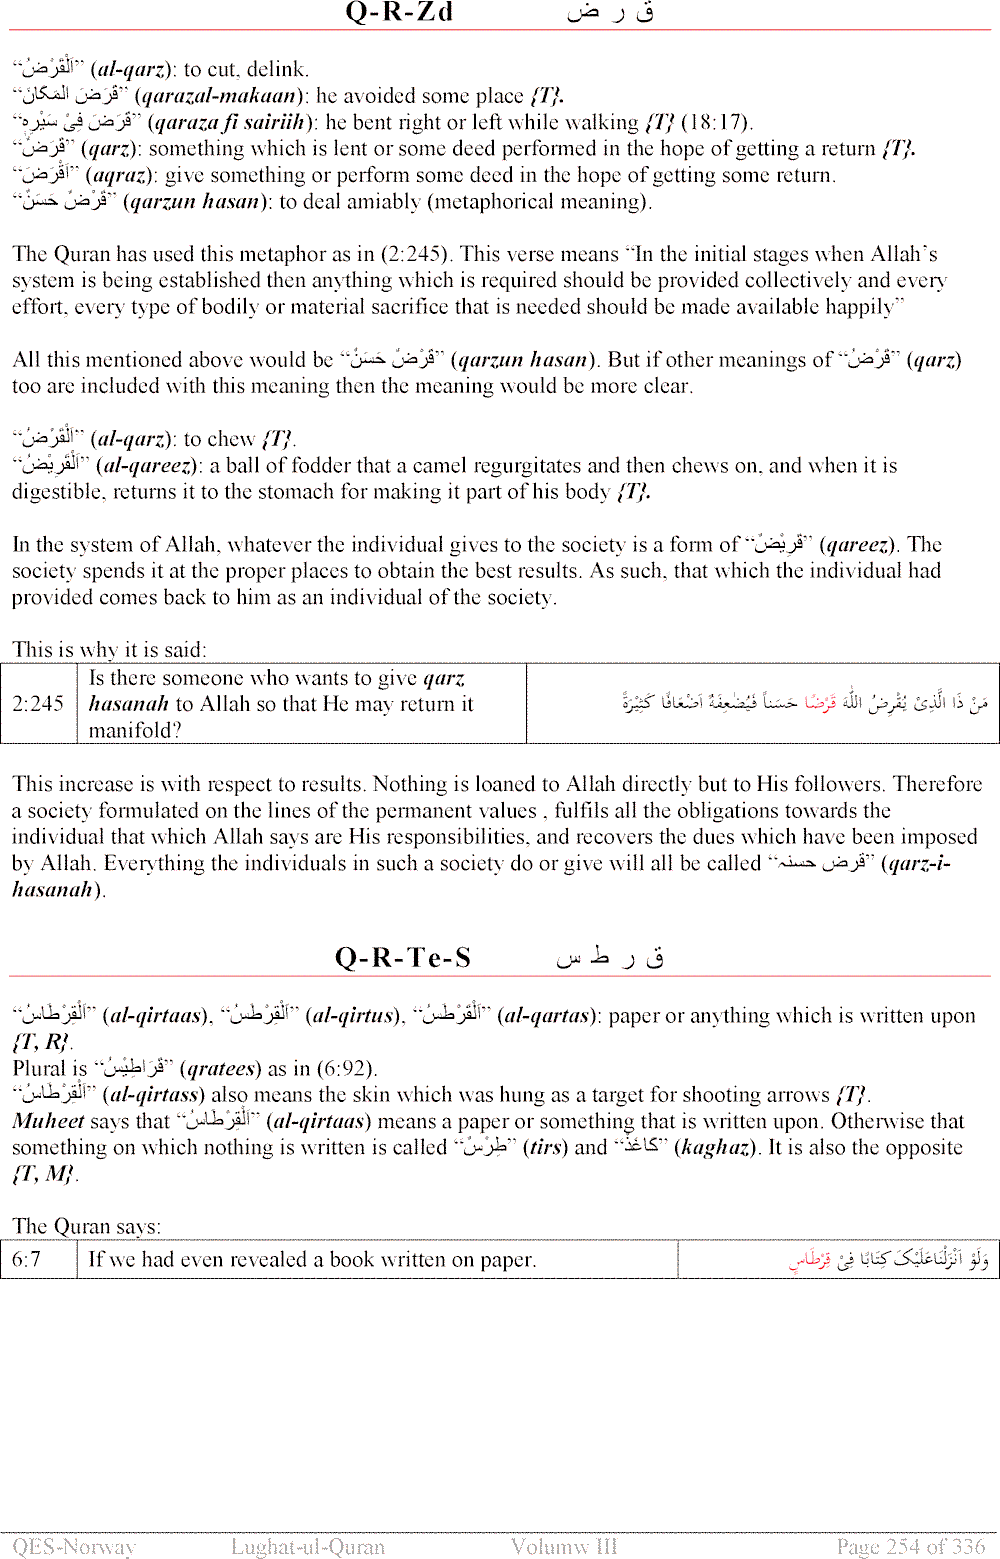 Q-R-Zd ق ر ض
“اَلْقَرْضُ” (al-qarz): to cut, delink.
“قَرَضَ الْمَکَانَ” (qarazal-makaan): he avoided some place {T}.
“قَرَضَ فِیْ سَیْرِہٖ” (qaraza fi sairiih): he bent right or left while walking {T} (18:17).
“قَرَضٌ” (qarz): something which is lent or some deed performed in the hope of getting a return {T}.
“اَقْرَضَ” (aqraz): give something or perform some deed in the hope of getting some return.
“قَرْضٌ حَسَنٌ” (qarzun hasan): to deal amiably (metaphorical meaning).
The Quran has used this metaphor as in (2:245). This verse means “In the initial stages when Allah’s
system is being established then anything which is required should be provided collectively and every
effort, every type of bodily or material sacrifice that is needed should be made available happily”
All this mentioned above would be “قَرْضٌ حَسَنٌ” (qarzun hasan). But if other meanings of “قَرْضٌ” (qarz)
too are included with this meaning then the meaning would be more clear.
“اَلْقَرْضُ” (al-qarz): to chew {T}.
“اَلْقَرِیْضُ” (al-qareez): a ball of fodder that a camel regurgitates and then chews on, and when it is
digestible, returns it to the stomach for making it part of his body {T}.
In the system of Allah, whatever the individual gives to the society is a form of “قَرِیْضٌ” (qareez). The
society spends it at the proper places to obtain the best results. As such, that which the individual had
provided comes back to him as an individual of the society.
This is why it is said:
2:245 Is there someone who wants to give qarz
hasanah to Allah so that He may return it
manifold?
مَنْ ذَا الَّذِیْ یُقْرِضُ اللّٰہَ قَرْضًا حَسَناً فَیُضٰعِفَہٗ اَضْعَافًا کَثِیْرَۃً
This increase is with respect to results. Nothing is loaned to Allah directly but to His followers. Therefore
a society formulated on the lines of the permanent values , fulfils all the obligations towards the
individual that which Allah says are His responsibilities, and recovers the dues which have been imposed
by Allah. Everything the individuals in such a society do or give will all be called “قرض حسنہ” (qarz-i-
hasanah).
Q-R-Te-S ق ر ط س
“اَلْقِرْطَاسُ” (al-qirtaas), “اَلْقِرْطَسُ” (al-qirtus), “اَلْقَرْطَسُ” (al-qartas): paper or anything which is written upon
{T, R}.
Plural is “قَرَاطِیْسُ” (qratees) as in (6:92).
“اَلْقِرْطَاسُ” (al-qirtass) also means the skin which was hung as a target for shooting arrows {T}.
Muheet says that “اَلْقِرْطَاسُ” (al-qirtaas) means a paper or something that is written upon. Otherwise that
something on which nothing is written is called “طِرْسٌ” (tirs) and “کَاغَذٌ” (kaghaz). It is also the opposite
{T, M}.
The Quran says:
6:7 If we had even revealed a book written on paper. وَلَوْ اَنْزَلْنَاعَلَیْکَ کِتَابًا فِیْ قِرْطَاسٍ
QES-Norway Lughat-ul-Quran Volumw III Page 254 of 336